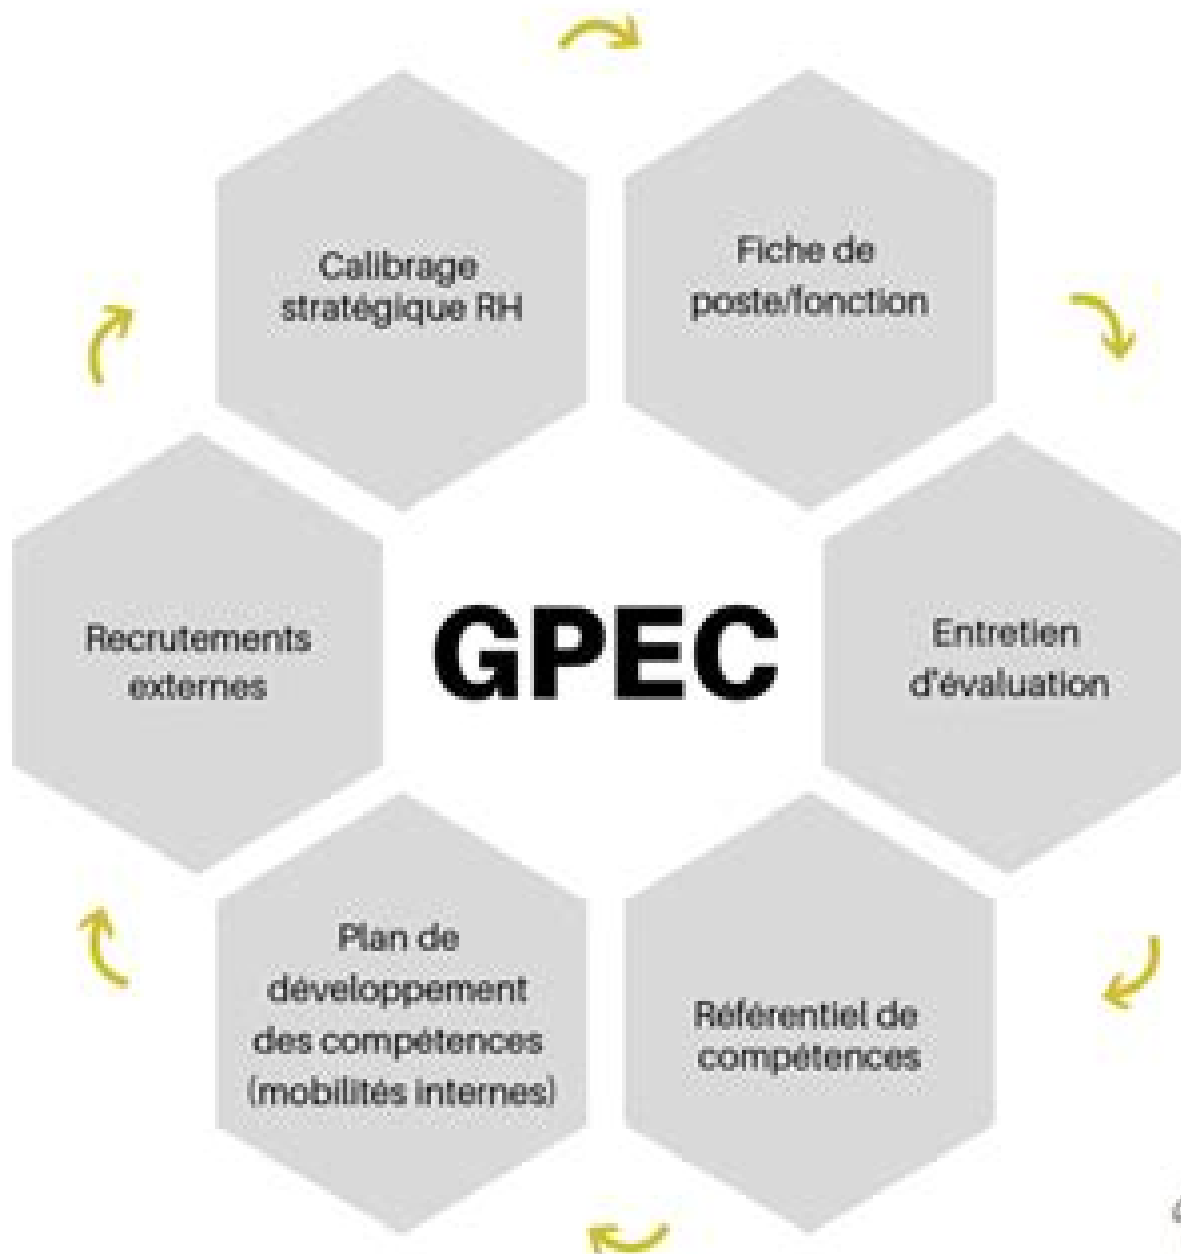 Calibrage
stratégique RH
Fiche de
poste/fonction
Recrutements
externes
GPEC
Entretien
d'évaluation
Plan de
développement
des compétences
(mobilités internes)
Référentiel de
compétences